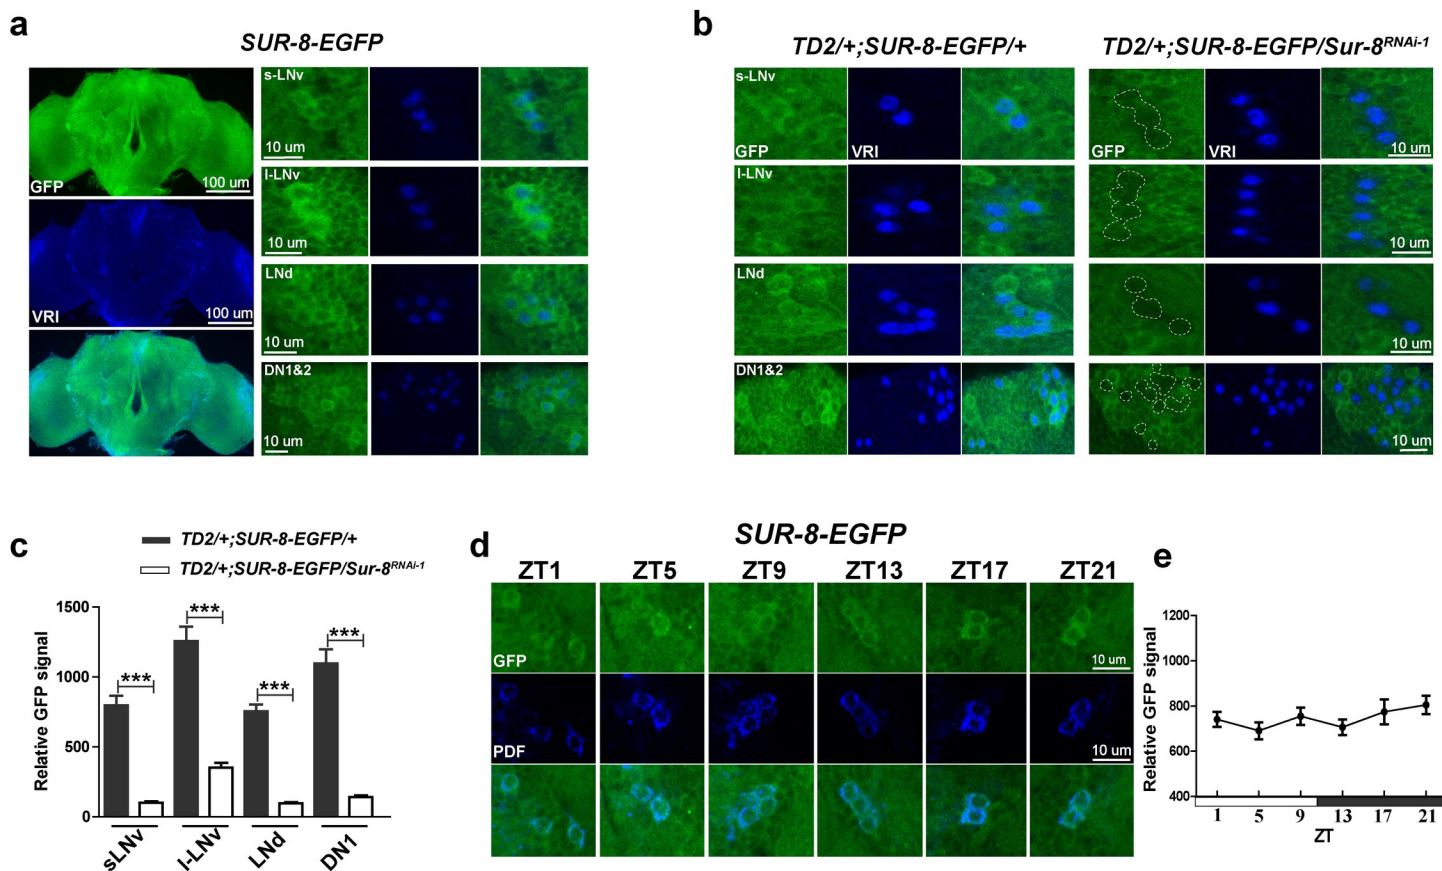 a
SUR-8-EGFP
GFP
100 um
VRI
100 um
s-LNv
10 um
l-LNv
10 um
LNd
10 um
DN1&2
10 um
b
TD2/+;SUR-8-EGFP/+
TD2/+;SUR-8-EGFP/Sur-8RNAi-1
s-LNv
GFP
VRI
GFP
VRI
10 um
l-LNv
10 um
LNd
10 um
DN1&2
10 um
c
TD2/+;SUR-8-EGFP/+
TD2/+;SUR-8-EGFP/Sur-8RNAi-1
Relative GFP signal
1500
1000
500
0
***
***
***
***
sLNv
l-LNv
LNd
DN1
d
SUR-8-EGFP
ZT1 ZT5 ZT9 ZT13 ZT17 ZT21
GFP
10 um
PDF
10 um
e
Relative GFP signal
1200
1000
800
600
400
1 5 9 13 17 21
ZT